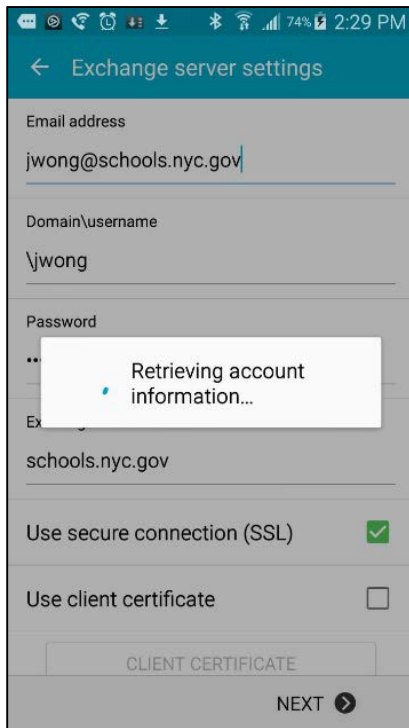 74% 2:29 PM
Exchange server settings
Email address
jwong@schools.nyc.gov
Domain\username
\jwong
Password
Retrieving account
information...
Ex
schools.nyc.gov
Use secure connection (SSL)
Use client certificate
CLIENT CERTIFICATE
NEXT